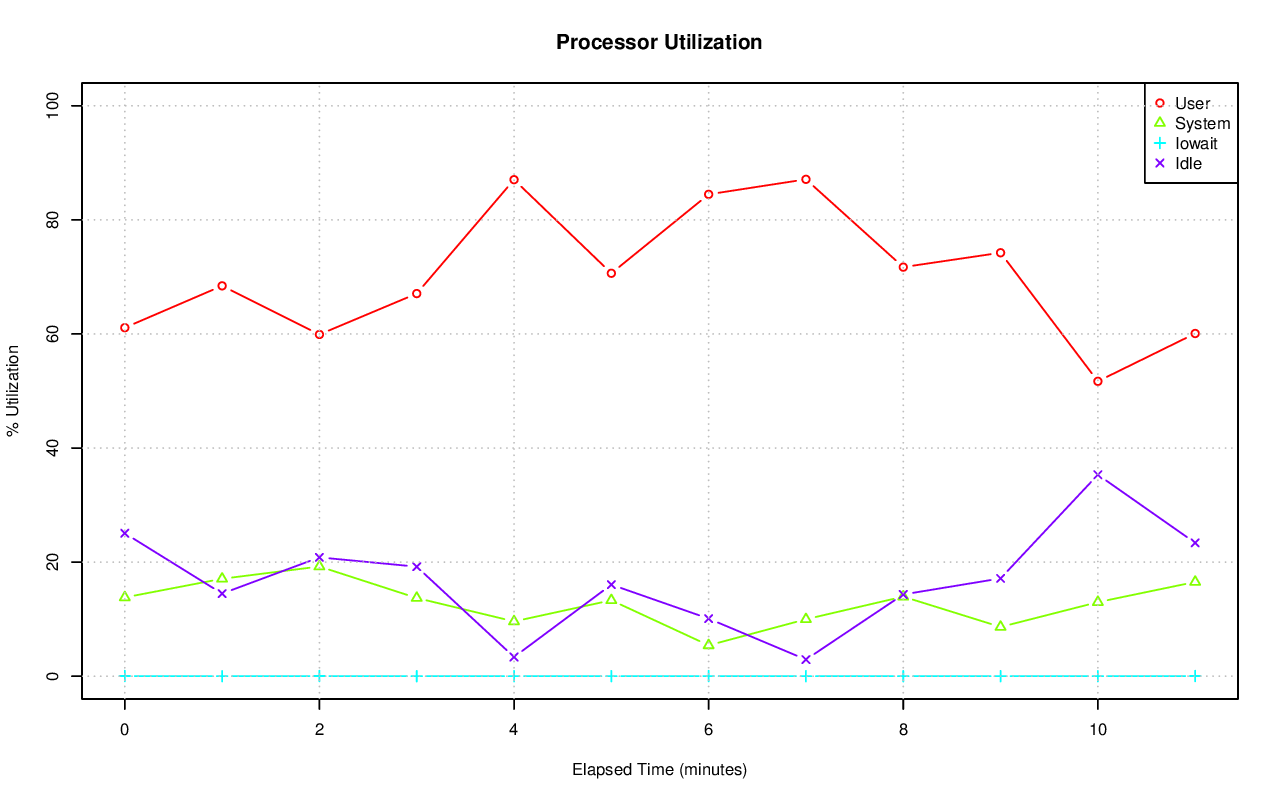 Processor Utilization
User
System
Iowait
Idle
100
80
60
40
20
0
% Utilization
0 2 4 6 8 10
Elapsed Time (minutes)